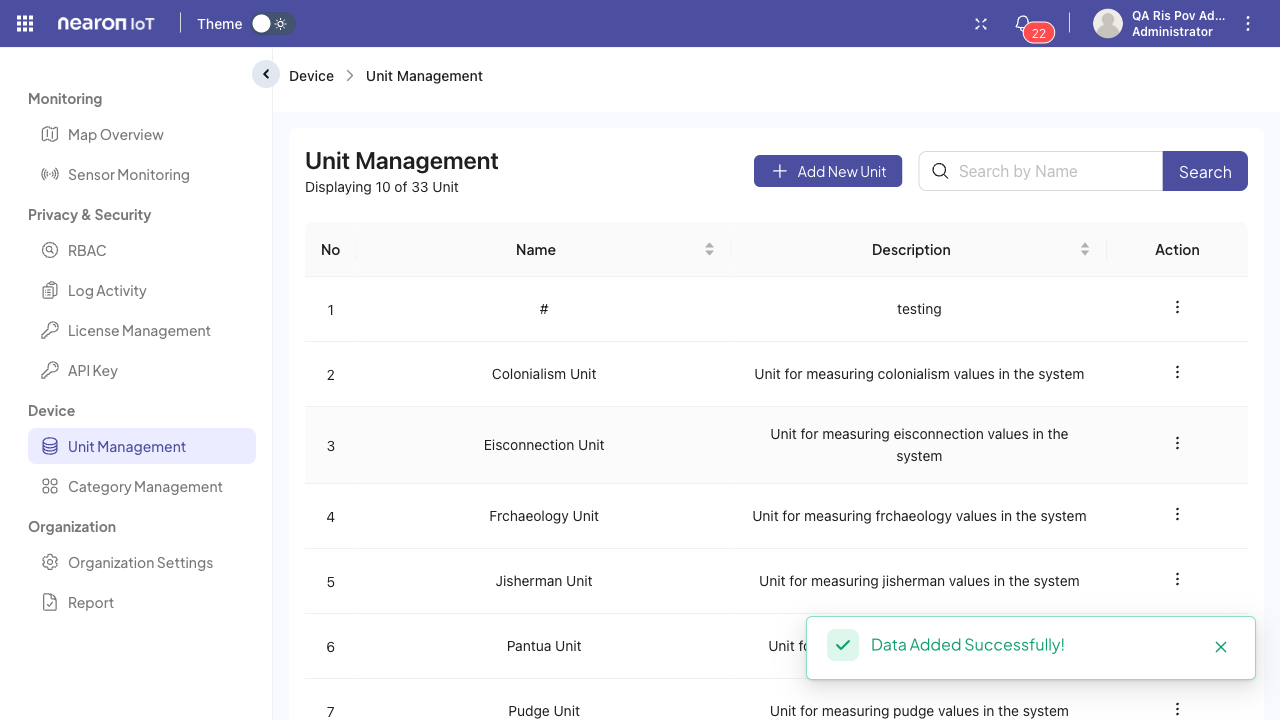 nearon IoT
Theme
22
QA Ris Pov Ad...
Administrator
Device > Unit Management
Monitoring
Map Overview
Sensor Monitoring
Privacy & Security
RBAC
Log Activity
License Management
API Key
Device
Unit Management
Category Management
Organization
Organization Settings
Report
Unit Management
Displaying 10 of 33 Unit
Add New Unit
Search by Name
Search
No Name Description Action
1 # testing
2 Colonialism Unit Unit for measuring colonialism values in the system
3 Eisconnection Unit Unit for measuring eisconnection values in the
system
4 Frchaeology Unit Unit for measuring frchaeology values in the system
5 Jisherman Unit Unit for measuring jisherman values in the system
6 Pantua Unit Unit
7 Pudge Unit Unit for measuring pudge values in the system
Data Added Successfully!